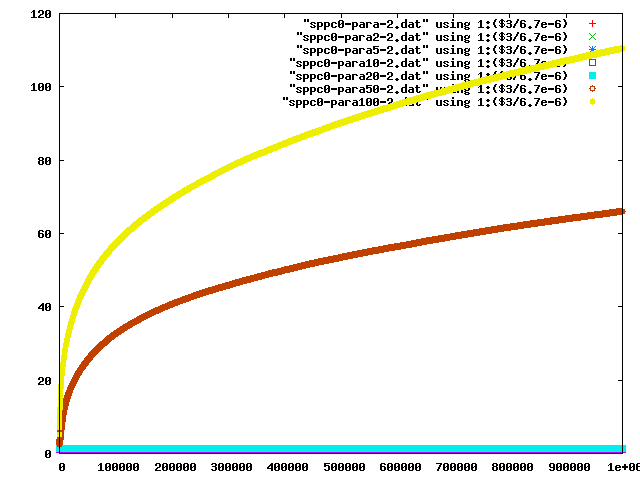 120
100
80
60
40
20
0
"sppc0-para-2.dat" using 1:($3/6.7e-6)
"sppc0-para2-2.dat" using 1:($3/6.7e-6)
"sppc0-para5-2.dat" using 1:($3/6.7e-6)
"sppc0-para10-2.dat" using 1:($3/6.7e-6)
"sppc0-para20-2.dat" using 1:($3/6.7e-6)
"sppc0-para50-2.dat" using 1:($3/6.7e-6)
"sppc0-para100-2.dat" using 1:($3/6.7e-6)
0 100000 200000 300000 400000 500000 600000 700000 800000 900000 1e+00